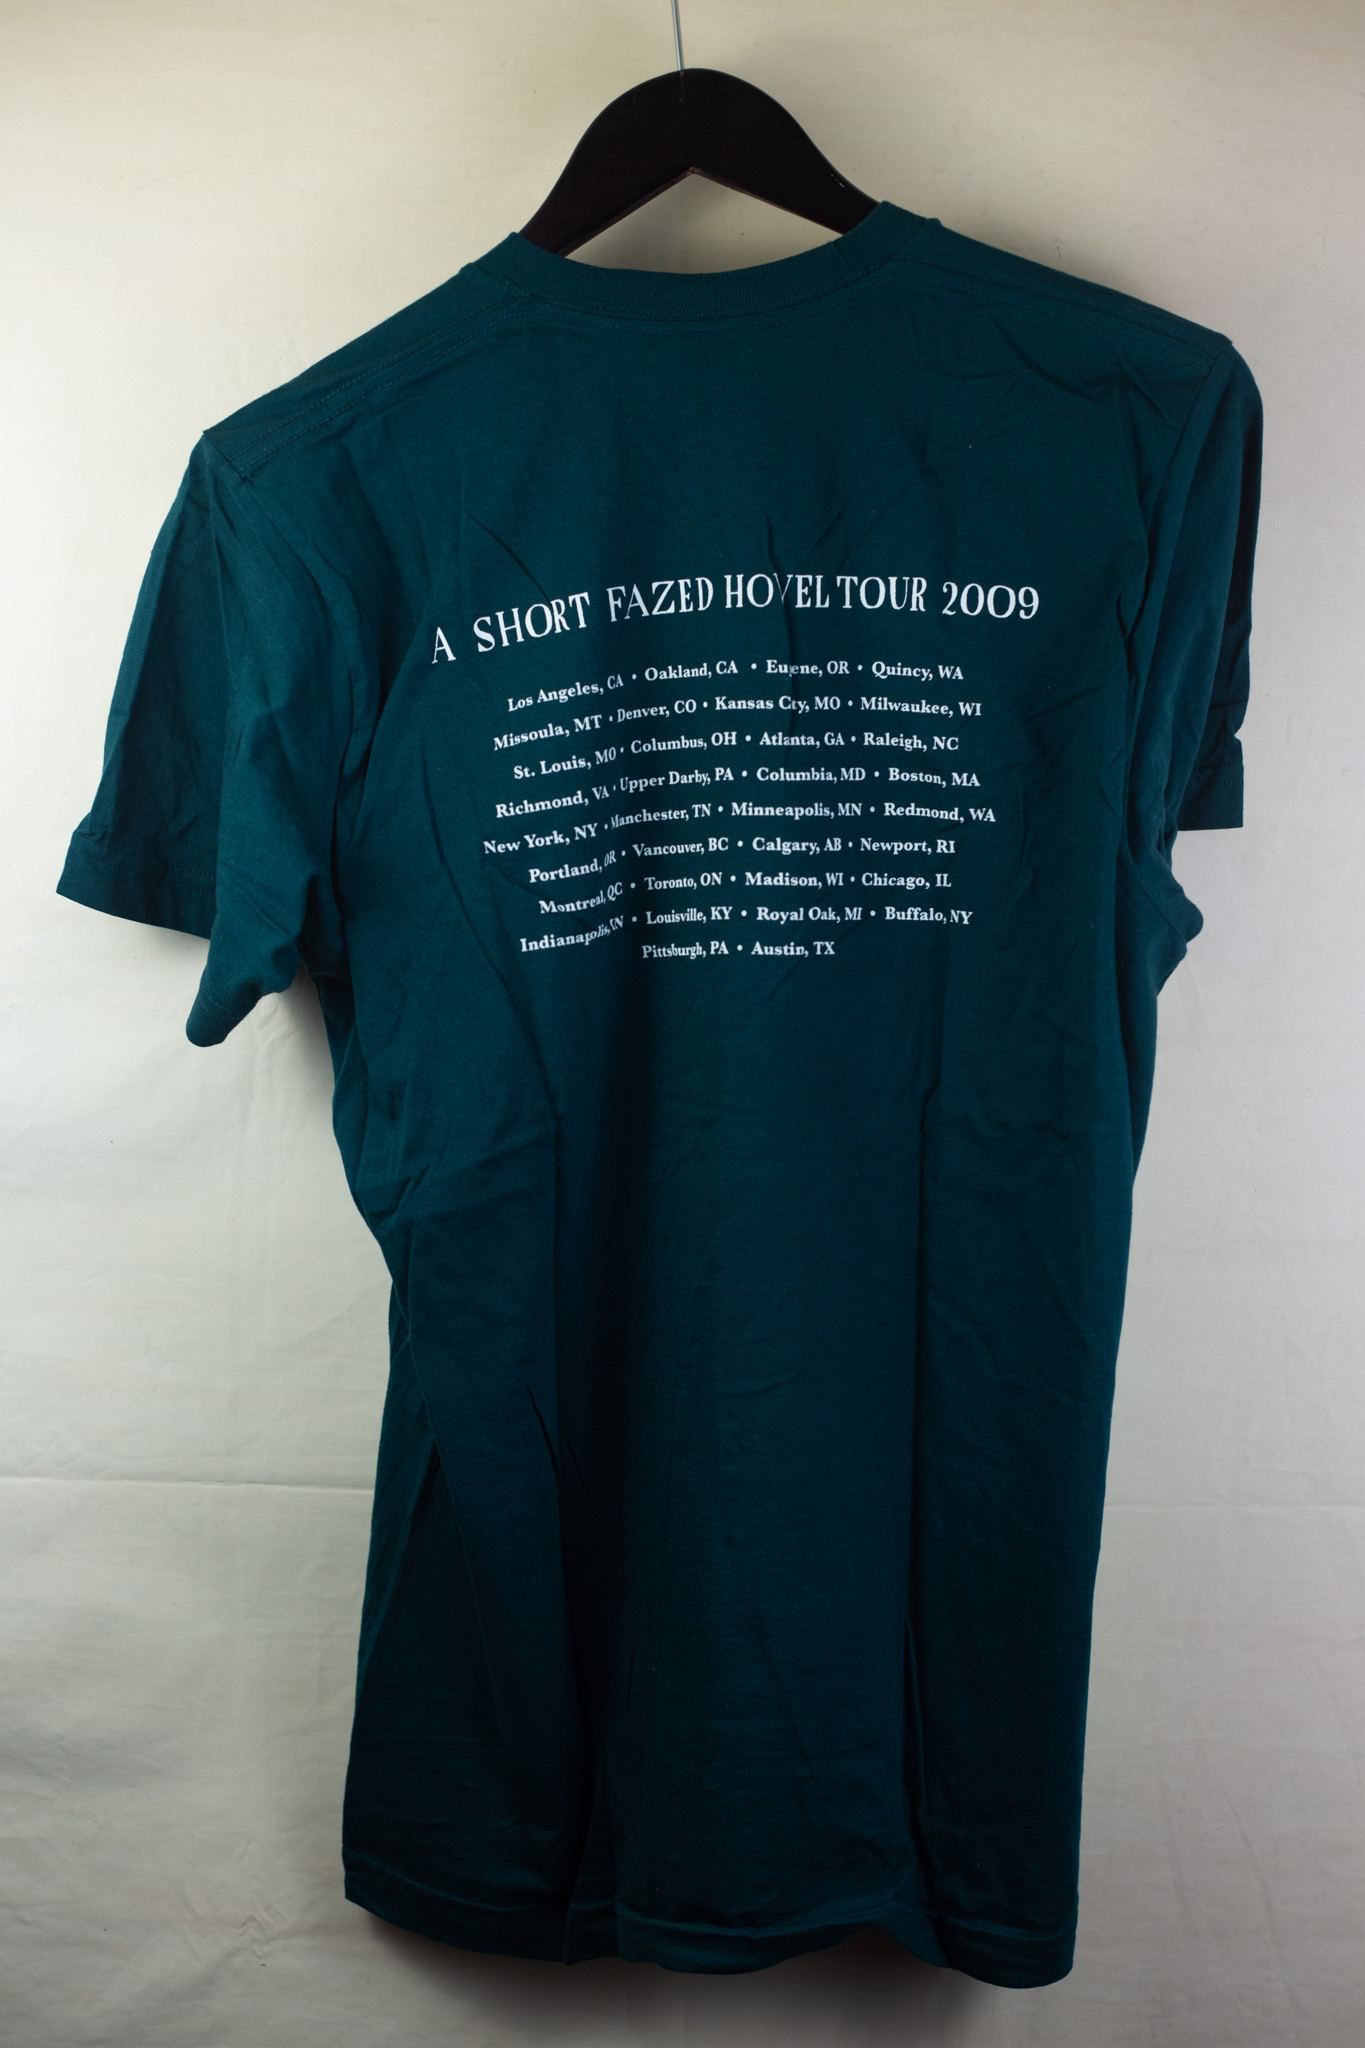 A SHORT FAZED HOVEL TOUR 2009
Los Angeles, CA • Oakland, CA • Eugene, OR • Quincy, WA
Missoula, MT • Denver, CO • Kansas City, MO • Milwaukee, WI
St. Louis, MO • Columbus, OH • Atlanta, GA • Raleigh, NC
Richmond, VA • Upper Darby, PA • Columbia, MD • Boston, MA
New York, NY • Manchester, TN • Minneapolis, MN • Redmond, WA
Portland, OR • Vancouver, BC • Calgary, AB • Newport, RI
Montreal, QC • Toronto, ON • Madison, WI • Chicago, IL
Indianapolis, IN • Louisville, KY • Royal Oak, MI • Buffalo, NY
Pittsburgh, PA • Austin, TX